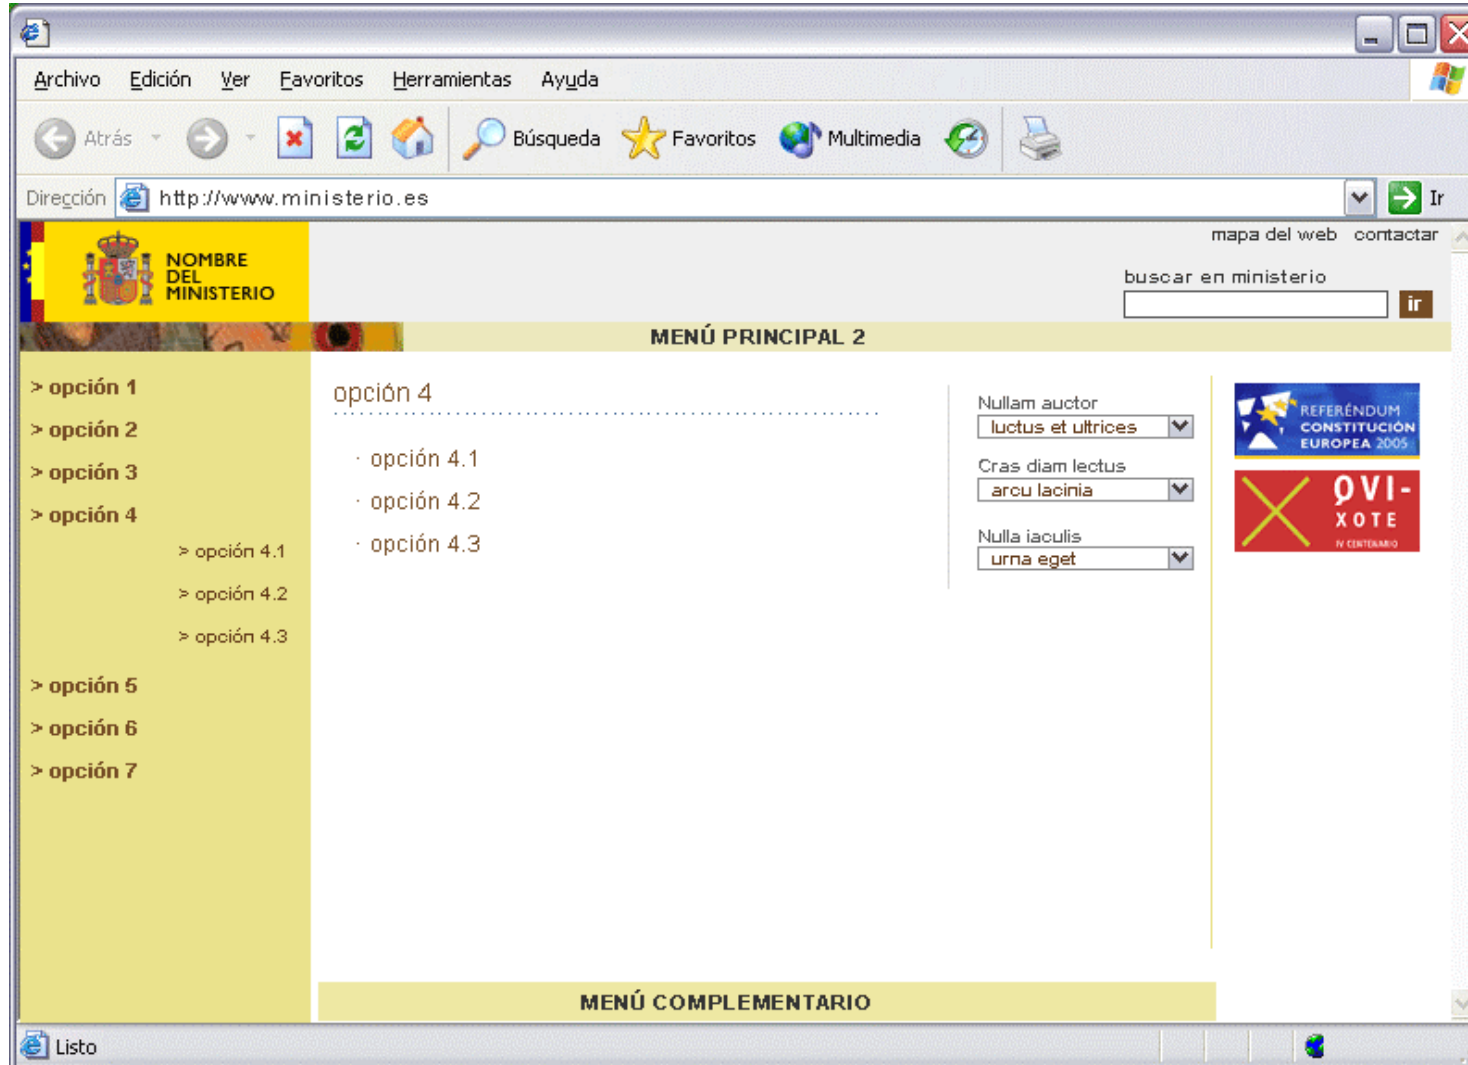 Archivo Edición Ver Favoritos Herramientas Ayuda
Atrás Búsqueda Favoritos Multimedia
Dirección http://www.ministerio.es Ir
mapa del web contactar
NOMBRE
DEL
MINISTERIO
buscar en ministerio
ir
MENÚ PRINCIPAL 2
> opción 1
> opción 2
> opción 3
> opción 4
> opción 4.1
> opción 4.2
> opción 4.3
> opción 5
> opción 6
> opción 7
opción 4
· opción 4.1
· opción 4.2
· opción 4.3
Nullam auctor
luctus et ultrices
Cras diam lectus
arcu lacinia
Nulla iaculis
urna eget
REFERÉNDUM
CONSTITUCIÓN
EUROPEA 2005
QVI-
XOTE
IV CENTENARIO
MENÚ COMPLEMENTARIO
Listo